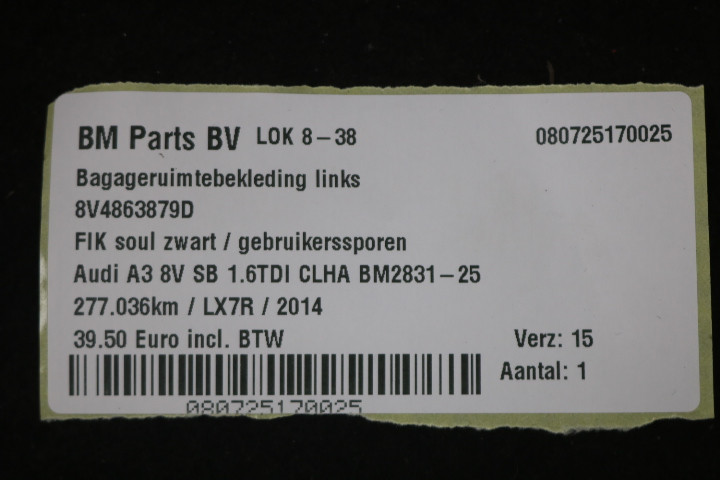 BM Parts BV LOK 8-38 080725170025
Bagageruimtebekleding links
8V4863879D
FIK soul zwart / gebruikerssporen
Audi A3 8V SB 1.6TDI CLHA BM2831-25
277.036km / LX7R / 2014
39.50 Euro incl. BTW Verz: 15
Aantal: 1
080725170025